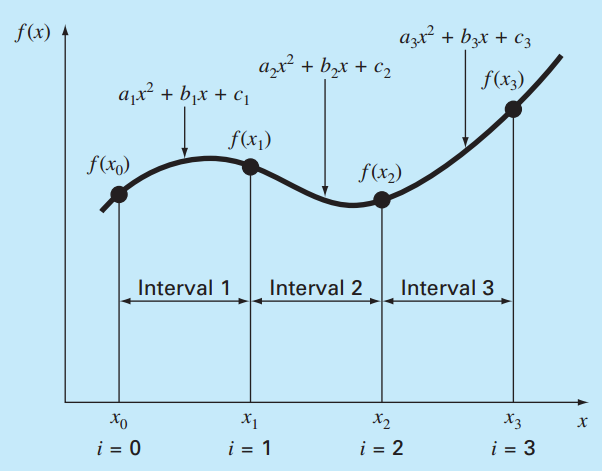 f(x)
a₃x² + b₃x + c₃
a₂x² + b₂x + c₂
f(x₃)
a₁x² + b₁x + c₁
f(x₁)
f(x₀)
f(x₂)
Interval 1
Interval 2
Interval 3
x₀
x₁
x₂
x₃
x
i = 0
i = 1
i = 2
i = 3